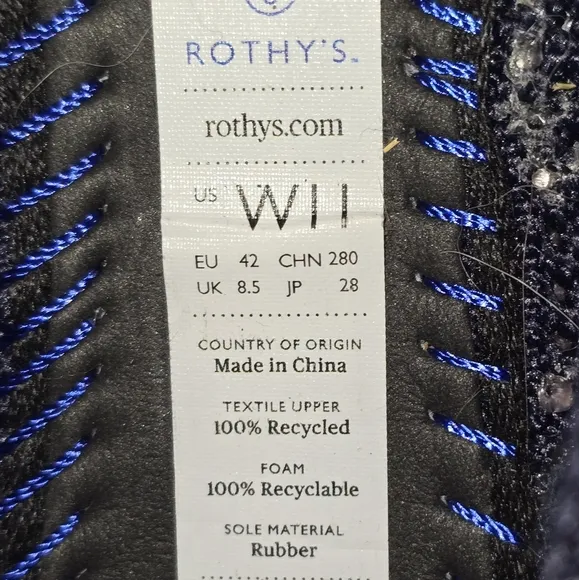 ROTHY'S™
rothys.com
US W11
EU 42 CHN 280
UK 8.5 JP 28
COUNTRY OF ORIGIN
Made in China
TEXTILE UPPER
100% Recycled
FOAM
100% Recyclable
SOLE MATERIAL
Rubber